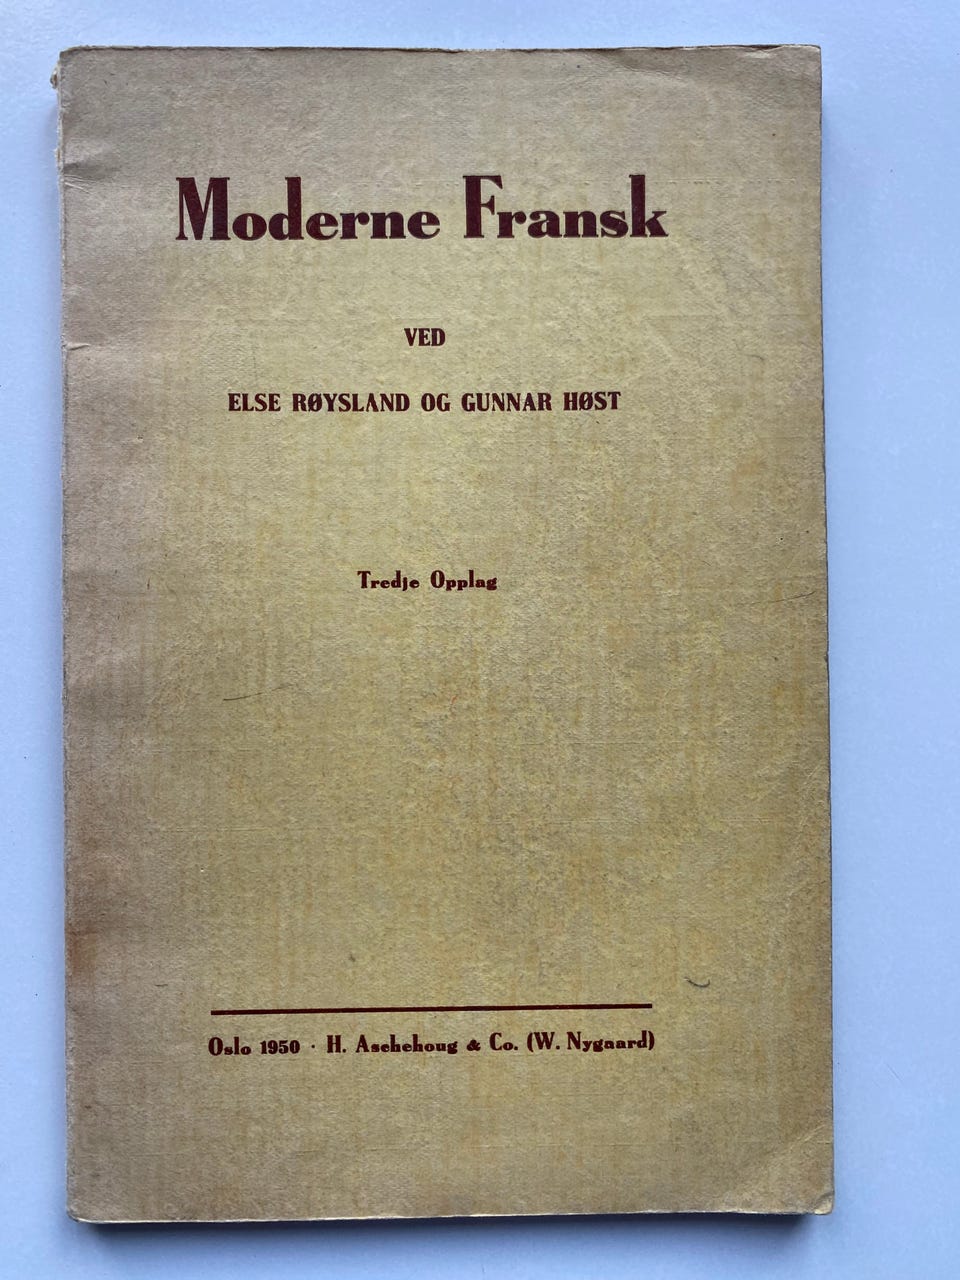 Moderne Fransk
VED
ELSE RØYSLAND OG GUNNAR HØST
Tredje Opplag
Oslo 1950 · H. Aschehoug & Co. (W. Nygaard)